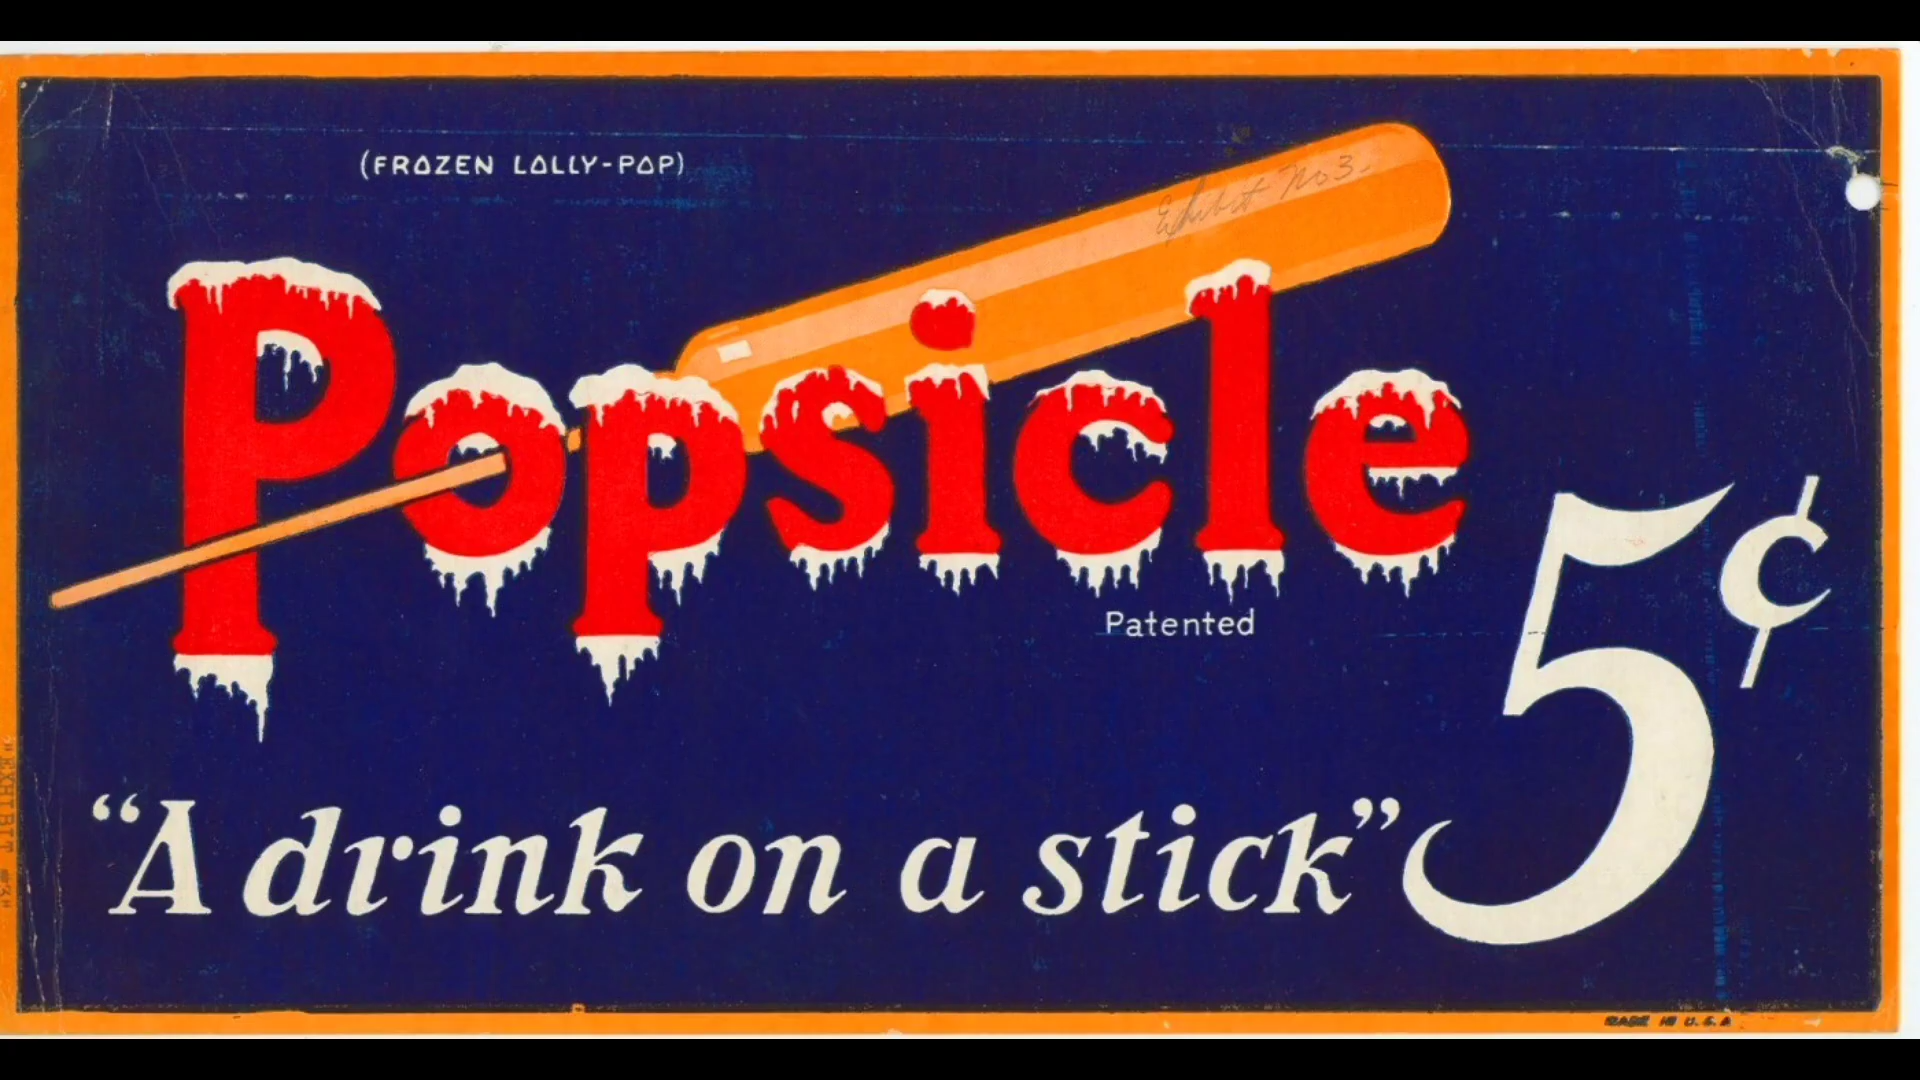 (FROZEN LOLLY-POP)
Exhibit No 3-
Popsicle
Patented
5¢
"A drink on a stick"
"EXHIBIT #3"
MADE IN U.S.A